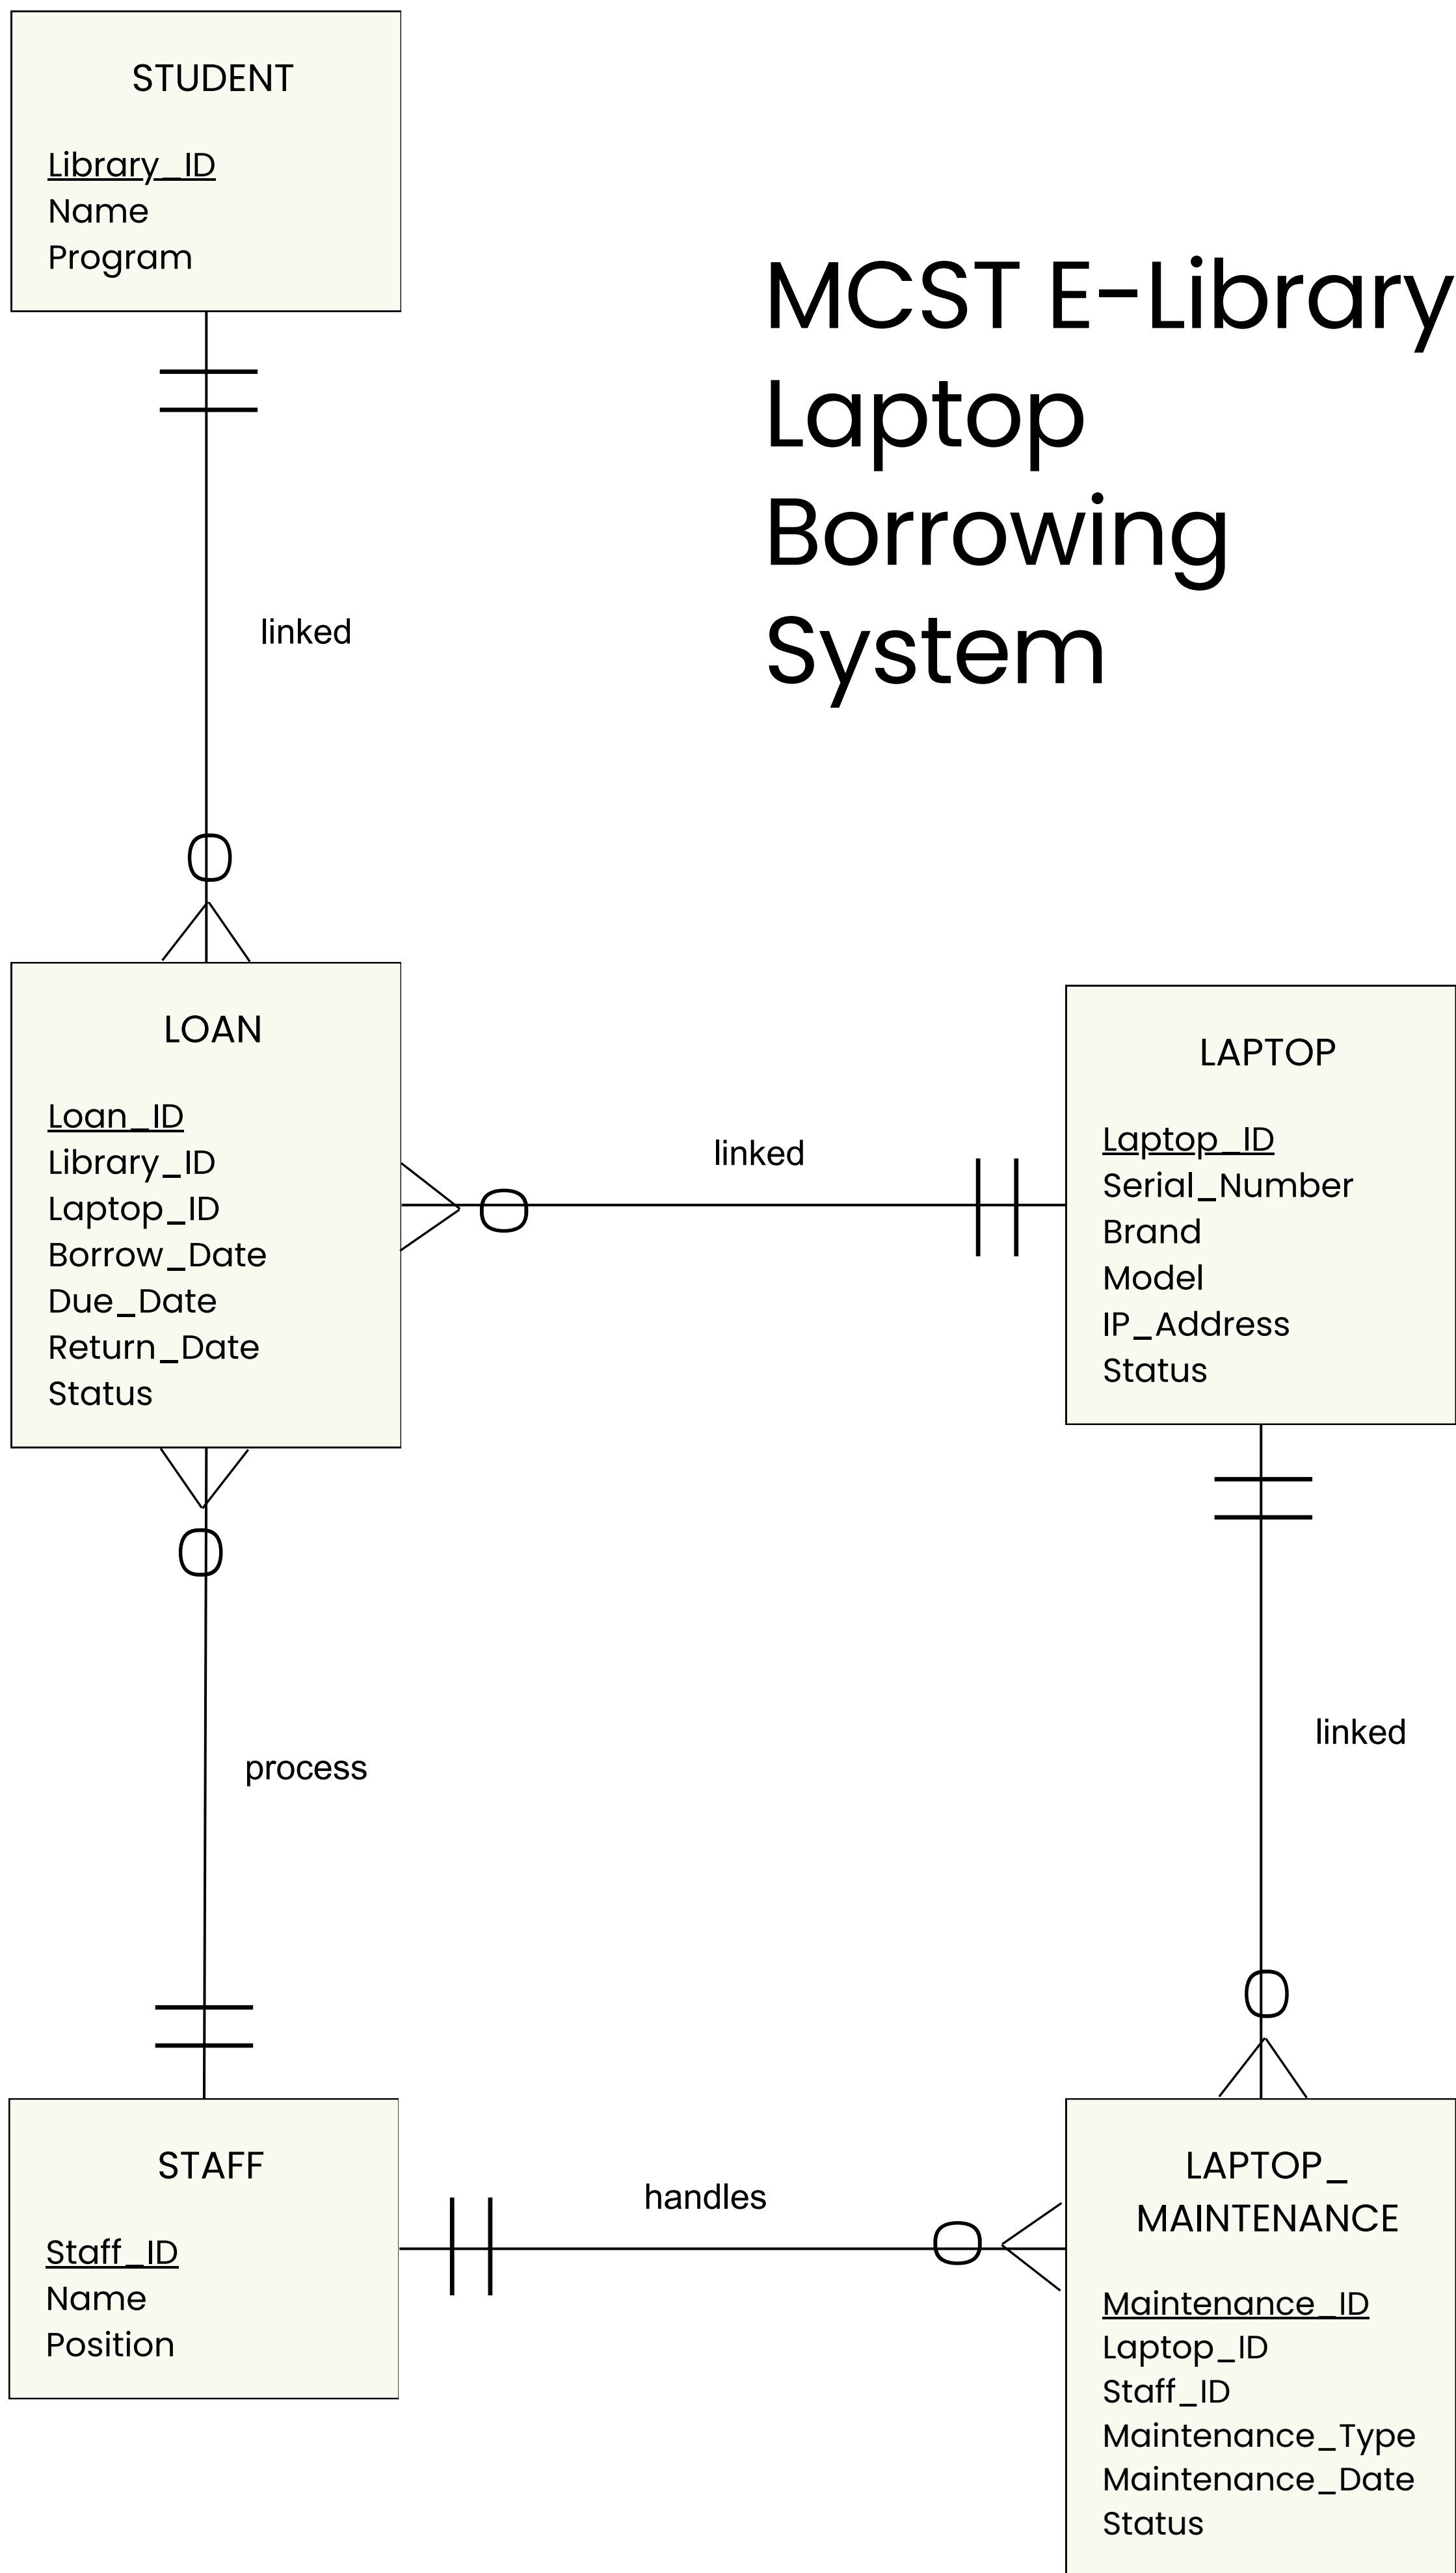 STUDENT
Library_ID
Name
Program
MCST E-Library
Laptop
Borrowing
System
linked
LOAN
Loan_ID
Library_ID
Laptop_ID
Borrow_Date
Due_Date
Return_Date
Status
linked
LAPTOP
Laptop_ID
Serial_Number
Brand
Model
IP_Address
Status
process
linked
STAFF
Staff_ID
Name
Position
handles
LAPTOP_
MAINTENANCE
Maintenance_ID
Laptop_ID
Staff_ID
Maintenance_Type
Maintenance_Date
Status